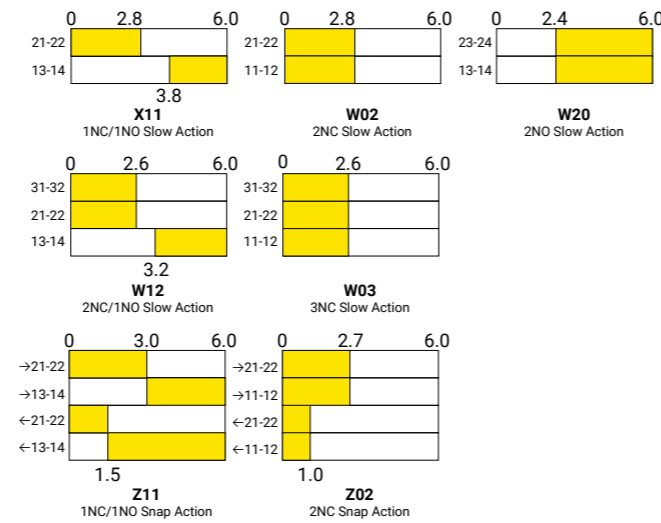 0 2.8 6.0
21-22
13-14
3.8
X11
1NC/1NO Slow Action
0 2.8 6.0
21-22
11-12
W02
2NC Slow Action
0 2.4 6.0
23-24
13-14
W20
2NO Slow Action
0 2.6 6.0
31-32
21-22
13-14
3.2
W12
2NC/1NO Slow Action
0 2.6 6.0
31-32
21-22
11-12
W03
3NC Slow Action
0 3.0 6.0
→21-22
→13-14
←21-22
←13-14
1.5
Z11
1NC/1NO Snap Action
0 2.7 6.0
→21-22
→11-12
←21-22
←11-12
1.0
Z02
2NC Snap Action